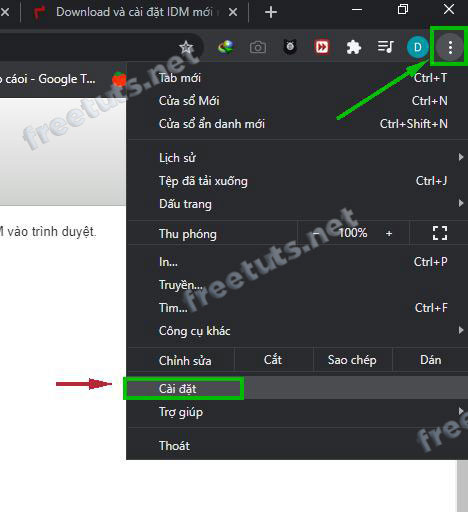 Download và cài đặt IDM mới r
cáoi - Google T...
D
Tab mới Ctrl+T
Cửa sổ Mới Ctrl+N
Cửa sổ ẩn danh mới Ctrl+Shift+N
Lịch sử
Tệp đã tải xuống Ctrl+J
Dấu trang
M vào trình duyệt.
Thu phóng - 100% +
In... Ctrl+P
Truyền...
Tìm... Ctrl+F
Công cụ khác
Chỉnh sửa Cắt Sao chép Dán
Cài đặt
Trợ giúp
Thoát
freetuts.net
freetuts.net
freetuts.net